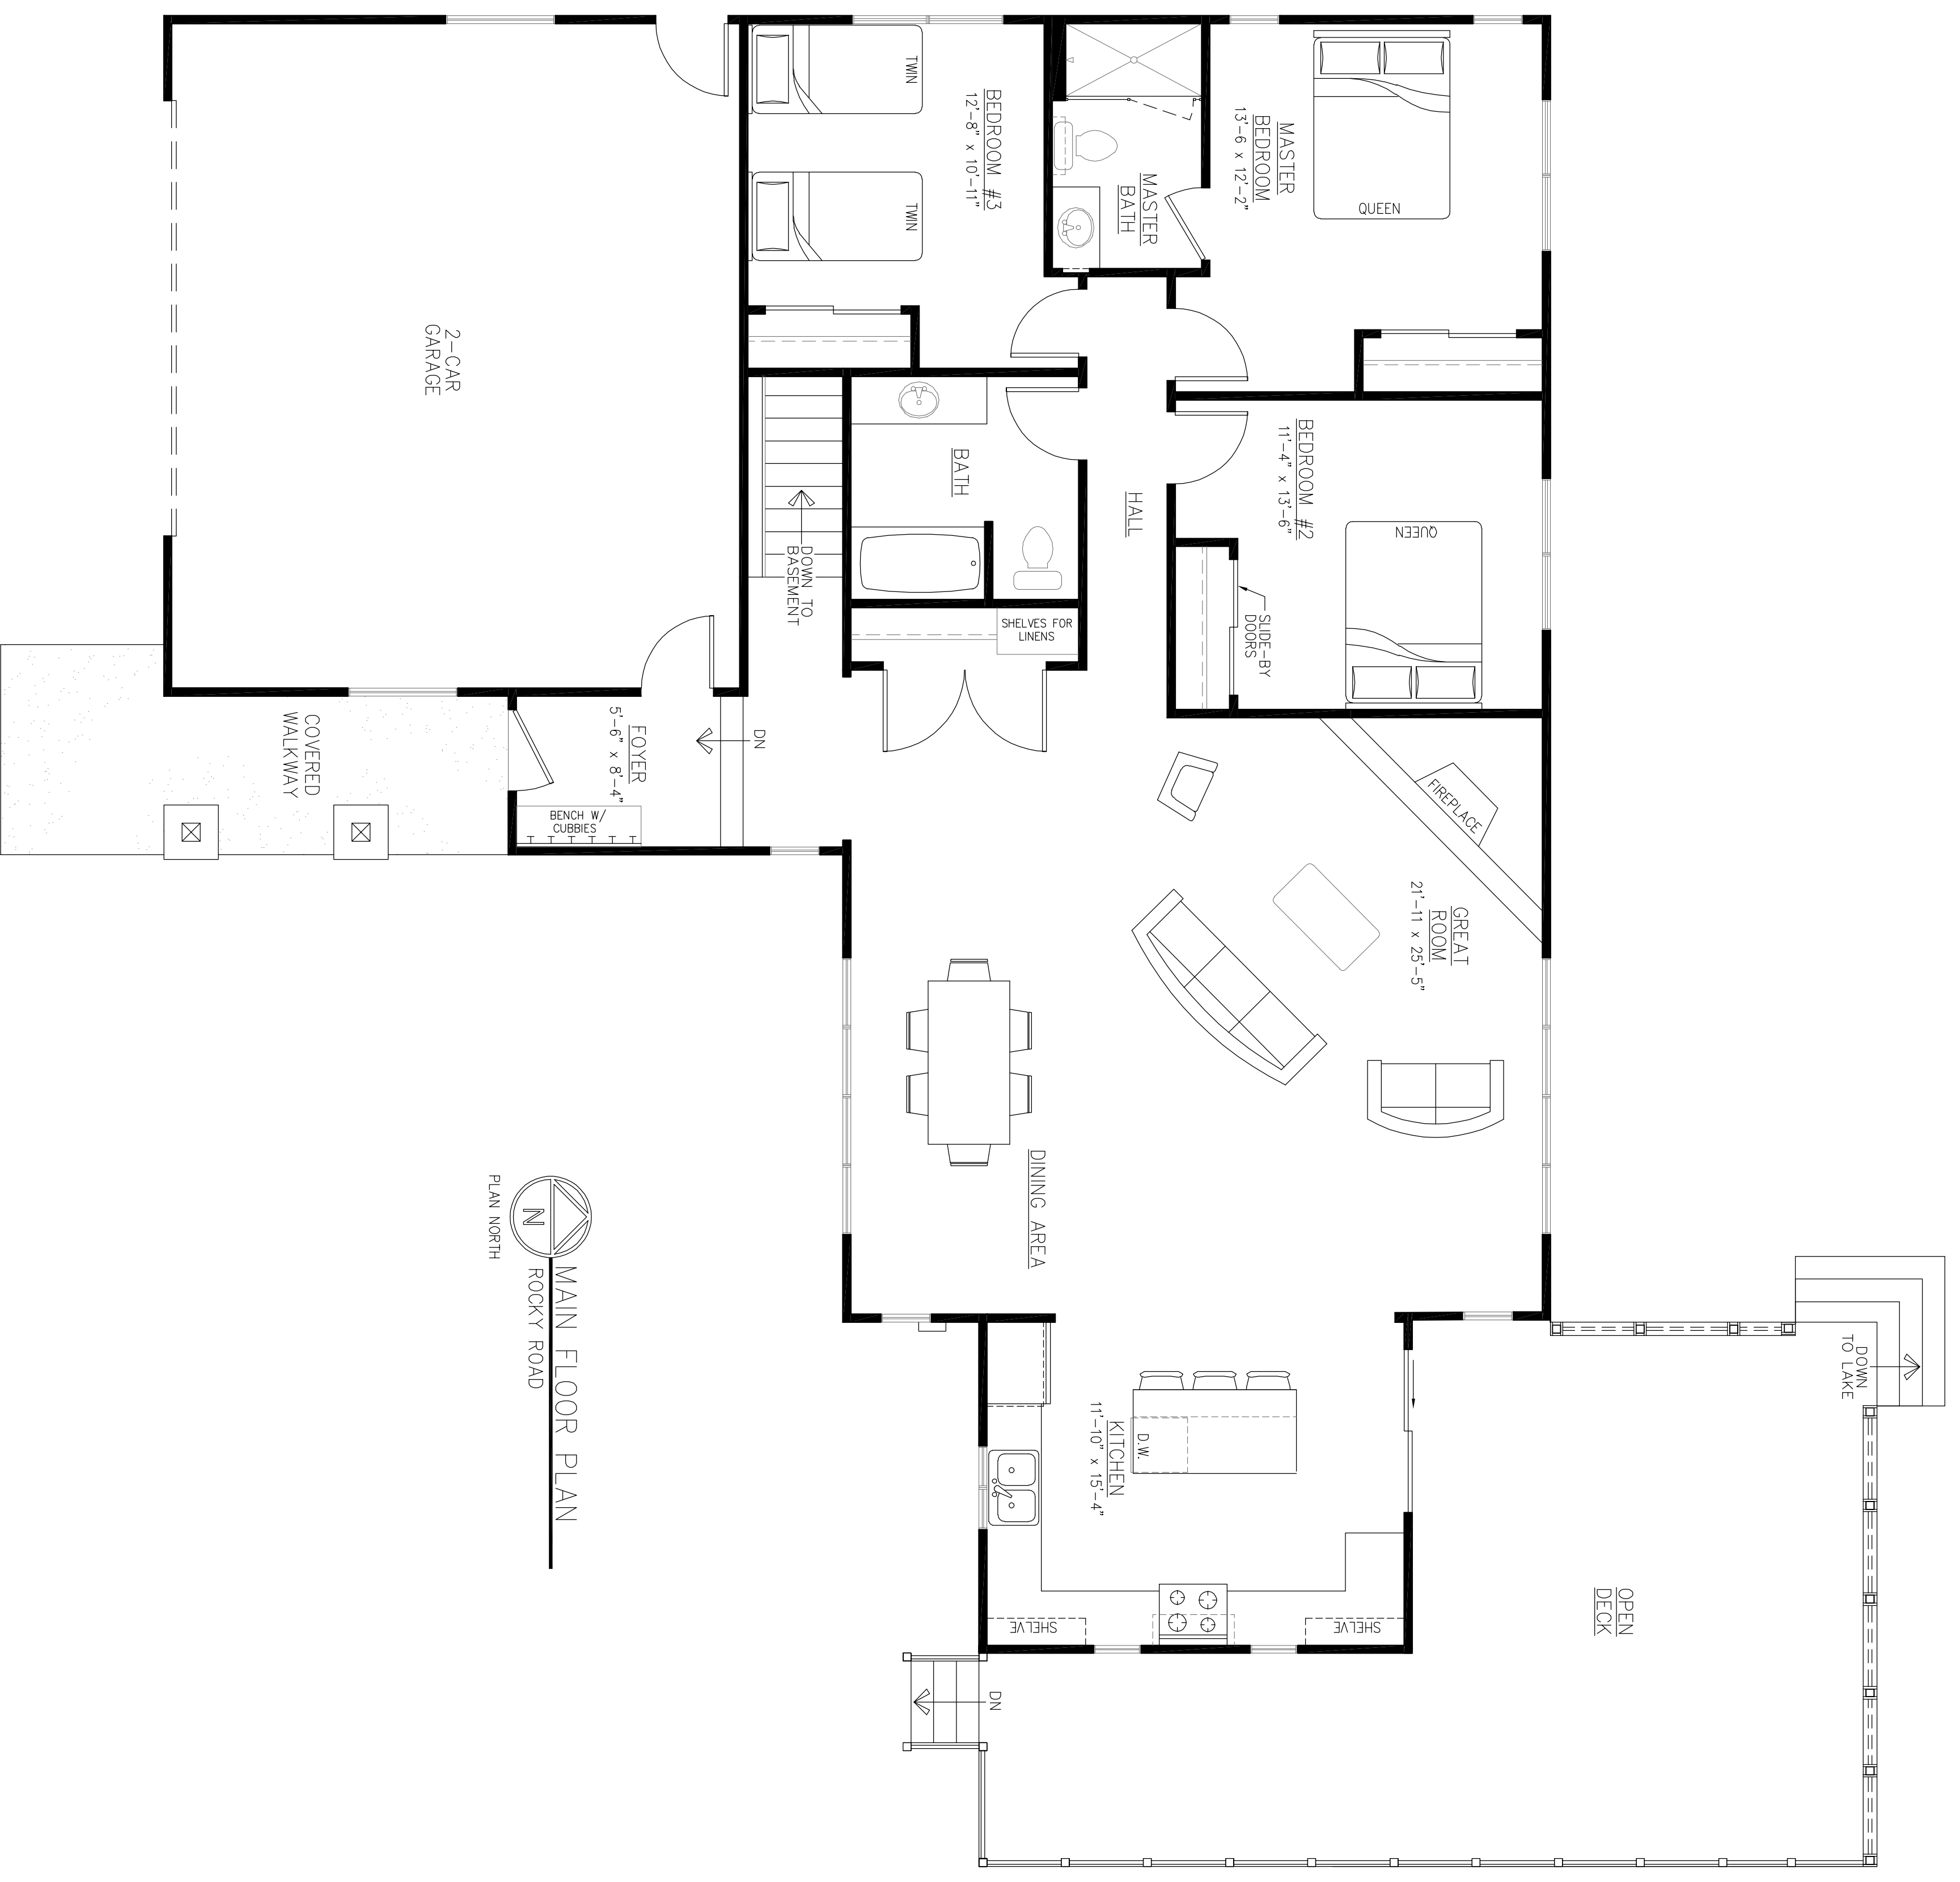 TWIN
BEDROOM #3
12'-8" x 10'-11"
TWIN
MASTER
BATH
MASTER
BEDROOM
13'-6 x 12'-2"
QUEEN
2-CAR
GARAGE
DOWN TO
BASEMENT
BATH
HALL
BEDROOM #2
11'-4" x 13'-6"
QUEEN
SLIDE-BY
DOORS
SHELVES FOR
LINENS
COVERED
WALKWAY
FOYER
5'-6" x 8'-4"
DN
BENCH W/
CUBBIES
FIREPLACE
GREAT
ROOM
21'-11 x 25'-5"
DINING AREA
N
PLAN NORTH
MAIN FLOOR PLAN
ROCKY ROAD
KITCHEN
11'-10" x 15'-4"
D.W.
SHELVE
SHELVE
DOWN
TO LAKE
OPEN
DECK
DN